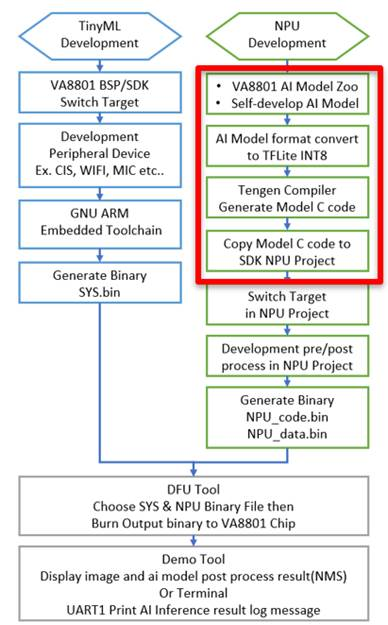 TinyML
Development
VA8801 BSP/SDK
Switch Target
Development
Peripheral Device
Ex. CIS, WIFI, MIC etc..
GNU ARM
Embedded Toolchain
Generate Binary
SYS.bin
NPU
Development
• VA8801 AI Model Zoo
• Self-develop AI Model
AI Model format convert
to TFLite INT8
Tengen Compiler
Generate Model C code
Copy Model C code to
SDK NPU Project
Switch Target
in NPU Project
Development pre/post
process in NPU Project
Generate Binary
NPU_code.bin
NPU_data.bin
DFU Tool
Choose SYS & NPU Binary File then
Burn Output binary to VA8801 Chip
Demo Tool
Display image and ai model post process result(NMS)
Or Terminal
UART1 Print AI Inference result log message